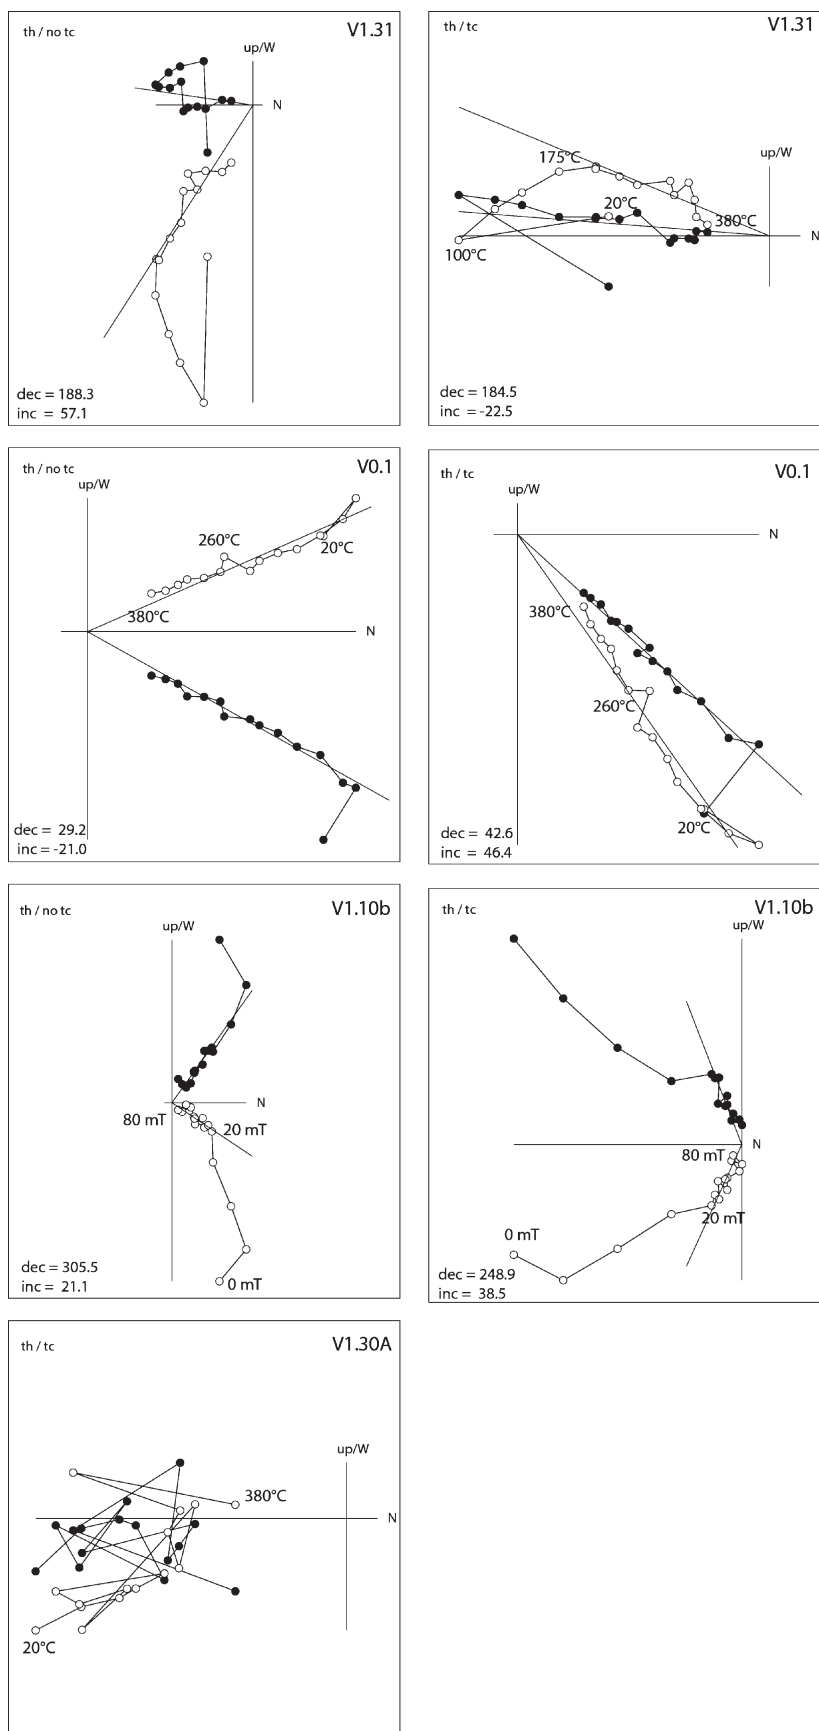 th / no tc
V1.31
up/W
N
dec = 188.3
inc = 57.1
th / tc
V1.31
up/W
175°C
20°C
380°C
N
100°C
dec = 184.5
inc = -22.5
th / no tc
V0.1
up/W
260°C
20°C
380°C
N
dec = 29.2
inc = -21.0
th / tc
V0.1
up/W
N
380°C
260°C
20°C
dec = 42.6
inc = 46.4
th / no tc
V1.10b
up/W
N
80 mT
20 mT
0 mT
dec = 305.5
inc = 21.1
th / tc
V1.10b
up/W
N
80 mT
20 mT
0 mT
dec = 248.9
inc = 38.5
th / tc
V1.30A
up/W
380°C
N
20°C